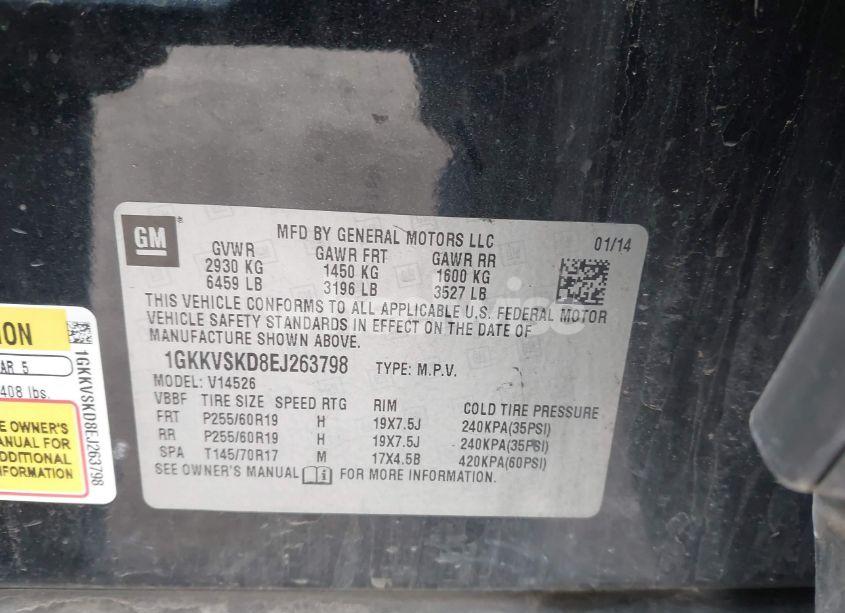 GM
MFD BY GENERAL MOTORS LLC
01/14
GVWR GAWR FRT GAWR RR
2930 KG 1450 KG 1600 KG
6459 LB 3196 LB 3527 LB
THIS VEHICLE CONFORMS TO ALL APPLICABLE U.S. FEDERAL MOTOR
VEHICLE SAFETY STANDARDS IN EFFECT ON THE DATE OF
MANUFACTURE SHOWN ABOVE.
1GKKVSKD8EJ263798 TYPE: M.P.V.
MODEL: V14526
VBBF TIRE SIZE SPEED RTG RIM COLD TIRE PRESSURE
FRT P255/60R19 H 19X7.5J 240KPA(35PSI)
RR P255/60R19 H 19X7.5J 240KPA(35PSI)
SPA T145/70R17 M 17X4.5B 420KPA(60PSI)
SEE OWNER'S MANUAL i FOR MORE INFORMATION.
ION
AR 5
408 lbs.
E OWNER'S
ANUAL FOR
DDITIONAL
NFORMATION
1GKKVSKD8EJ263798